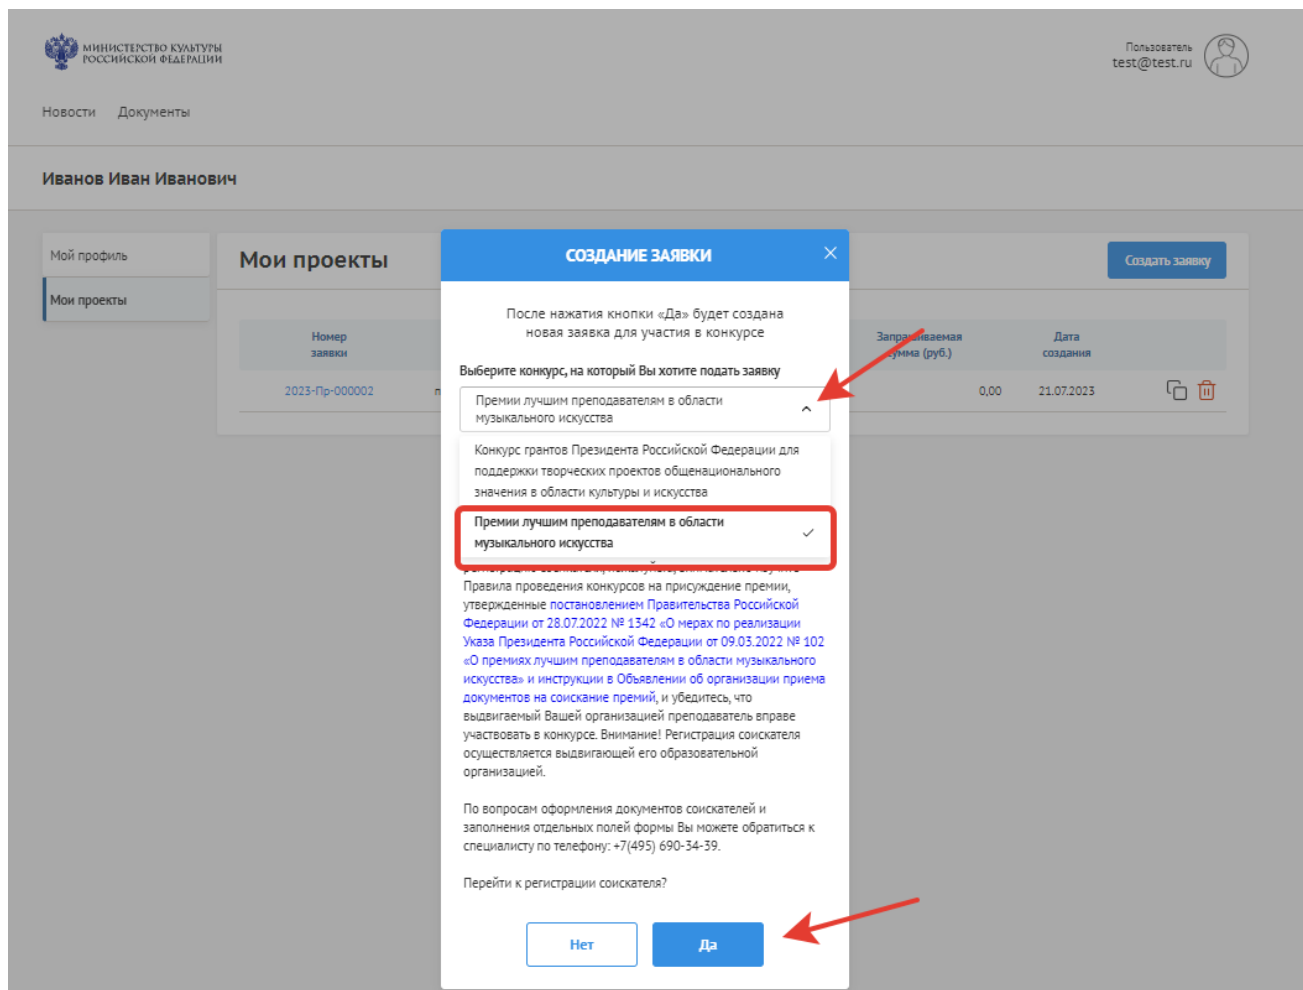 МИНИСТЕРСТВО КУЛЬТУРЫ
РОССИЙСКОЙ ФЕДЕРАЦИИ
Пользователь
test@test.ru
Новости Документы
Иванов Иван Иванович
Мой профиль
Мои проекты
Мои проекты
Создать заявку
Номер
заявки
Запрашиваемая
сумма (руб.)
Дата
создания
2023-Пр-000002
0,00
21.07.2023
СОЗДАНИЕ ЗАЯВКИ
После нажатия кнопки «Да» будет создана
новая заявка для участия в конкурсе
Выберите конкурс, на который Вы хотите подать заявку
Премии лучшим преподавателям в области
музыкального искусства
Конкурс грантов Президента Российской Федерации для
поддержки творческих проектов общенационального
значения в области культуры и искусства
Премии лучшим преподавателям в области
музыкального искусства
Правила проведения конкурсов на присуждение премии,
утвержденные постановлением Правительства Российской
Федерации от 28.07.2022 № 1342 «О мерах по реализации
Указа Президента Российской Федерации от 09.03.2022 № 102
«О премиях лучшим преподавателям в области музыкального
искусства» и инструкции в Объявлении об организации приема
документов на соискание премий, и убедитесь, что
выдвигаемый Вашей организацией преподаватель вправе
участвовать в конкурсе. Внимание! Регистрация соискателя
осуществляется выдвигающей его образовательной
организацией.
По вопросам оформления документов соискателей и
заполнения отдельных полей формы Вы можете обратиться к
специалисту по телефону: +7(495) 690-34-39.
Перейти к регистрации соискателя?
Нет
Да